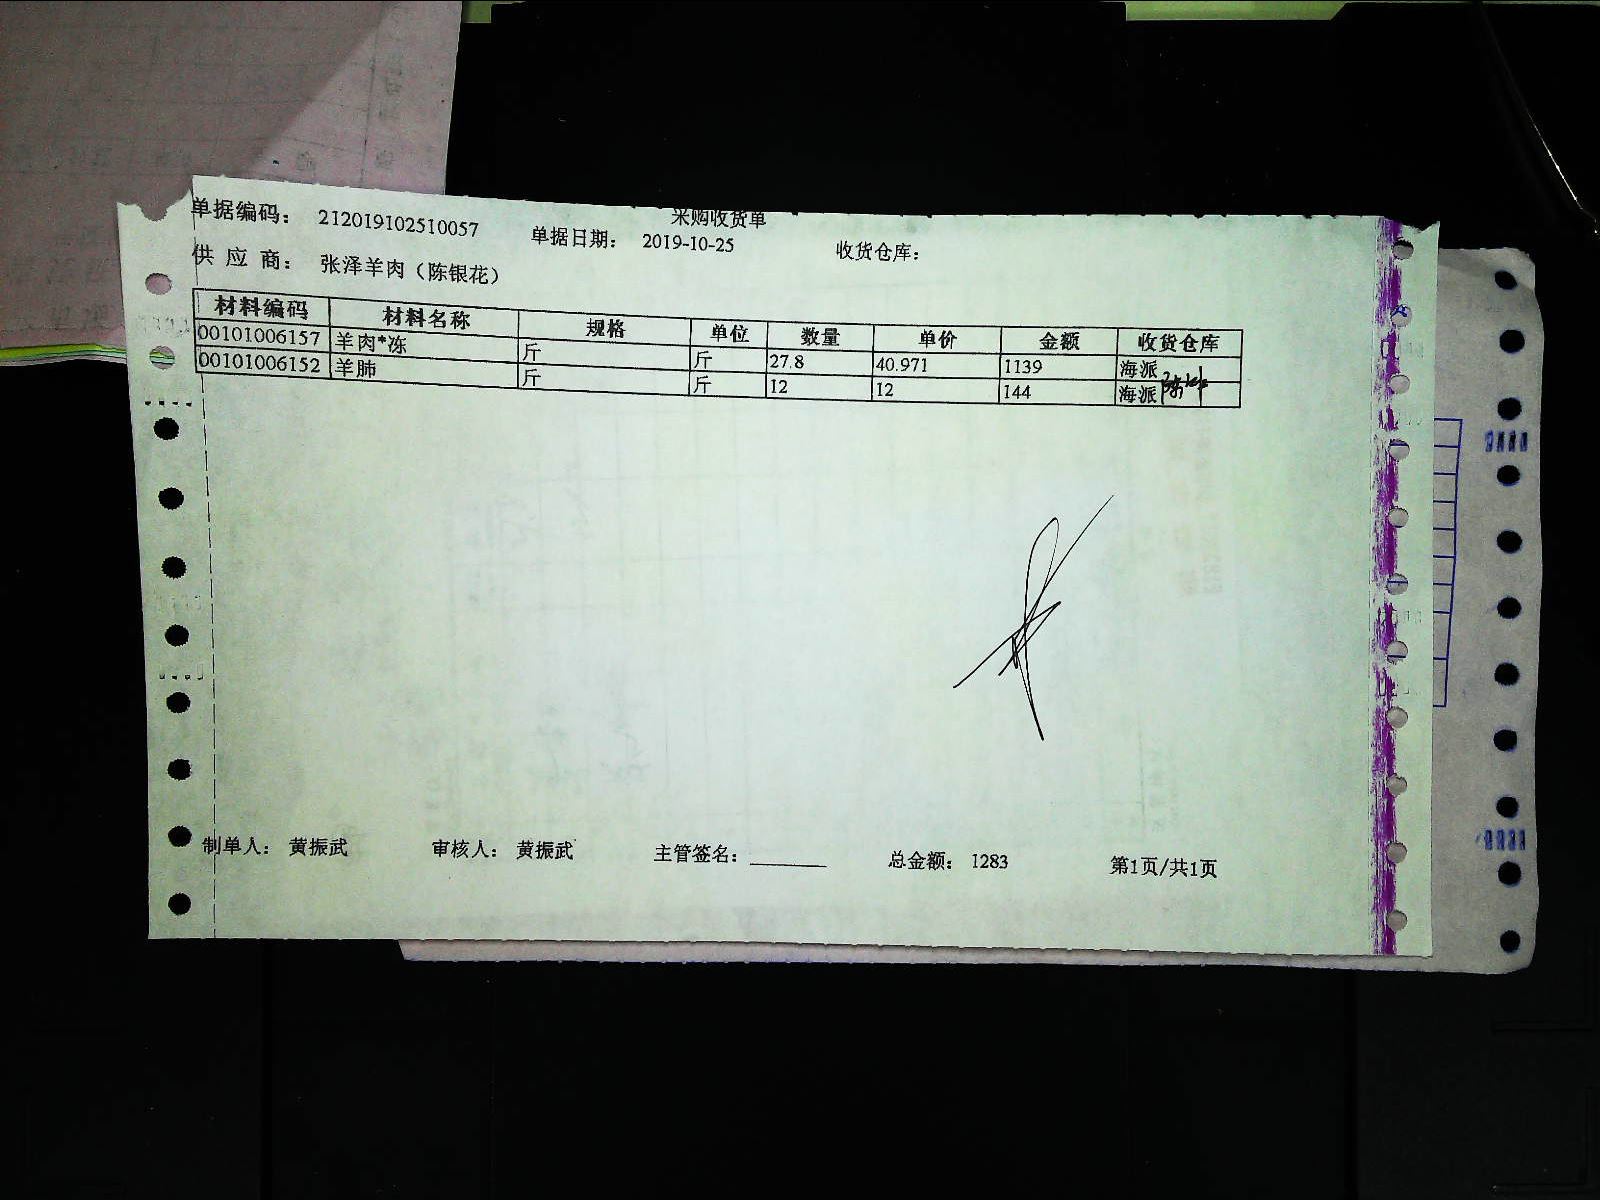 采购收货单
单据编码： 212019102510057 单据日期： 2019-10-25 收货仓库：
供 应 商： 张泽羊肉（陈银花）
材料编码 材料名称 规格 单位 数量 单价 金额 收货仓库
00101006157 羊肉*冻 斤 斤 27.8 40.971 1139 海派
00101006152 羊肺 斤 斤 12 12 144 海派
制单人： 黄振武 审核人： 黄振武 主管签名： 总金额： 1283 第1页/共1页